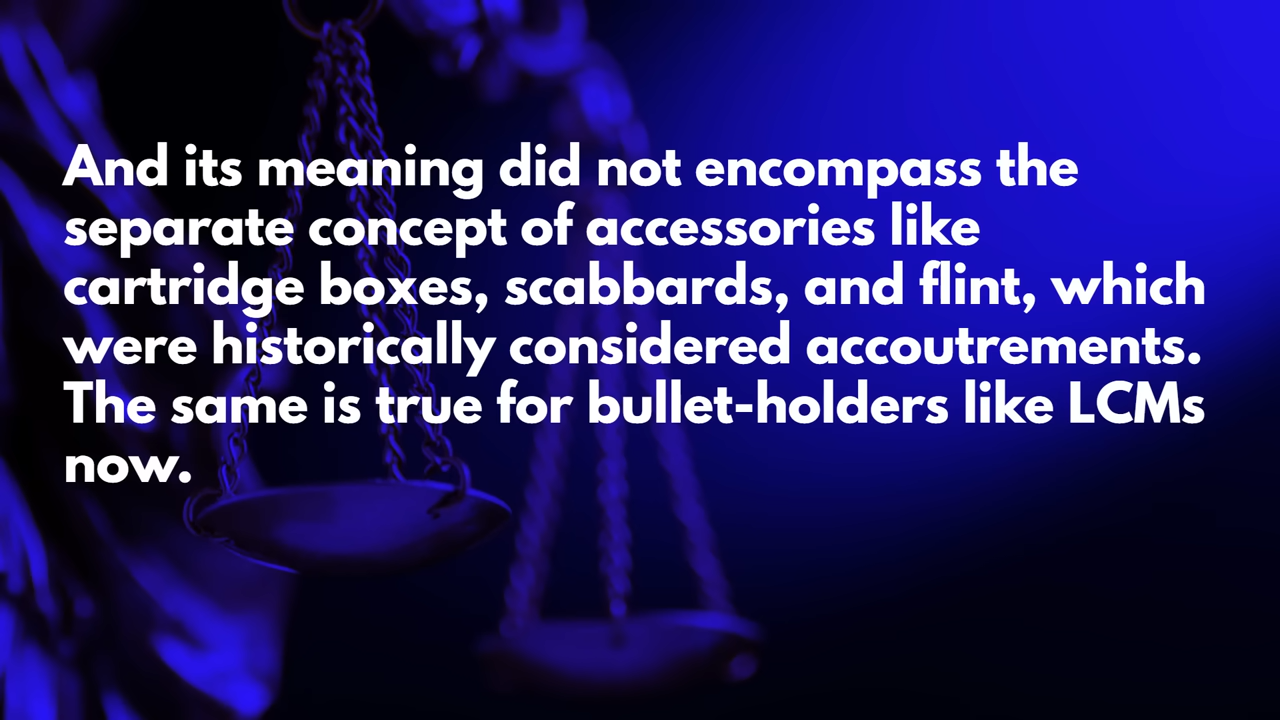 And its meaning did not encompass the
separate concept of accessories like
cartridge boxes, scabbards, and flint, which
were historically considered accoutrements.
The same is true for bullet-holders like LCMs
now.